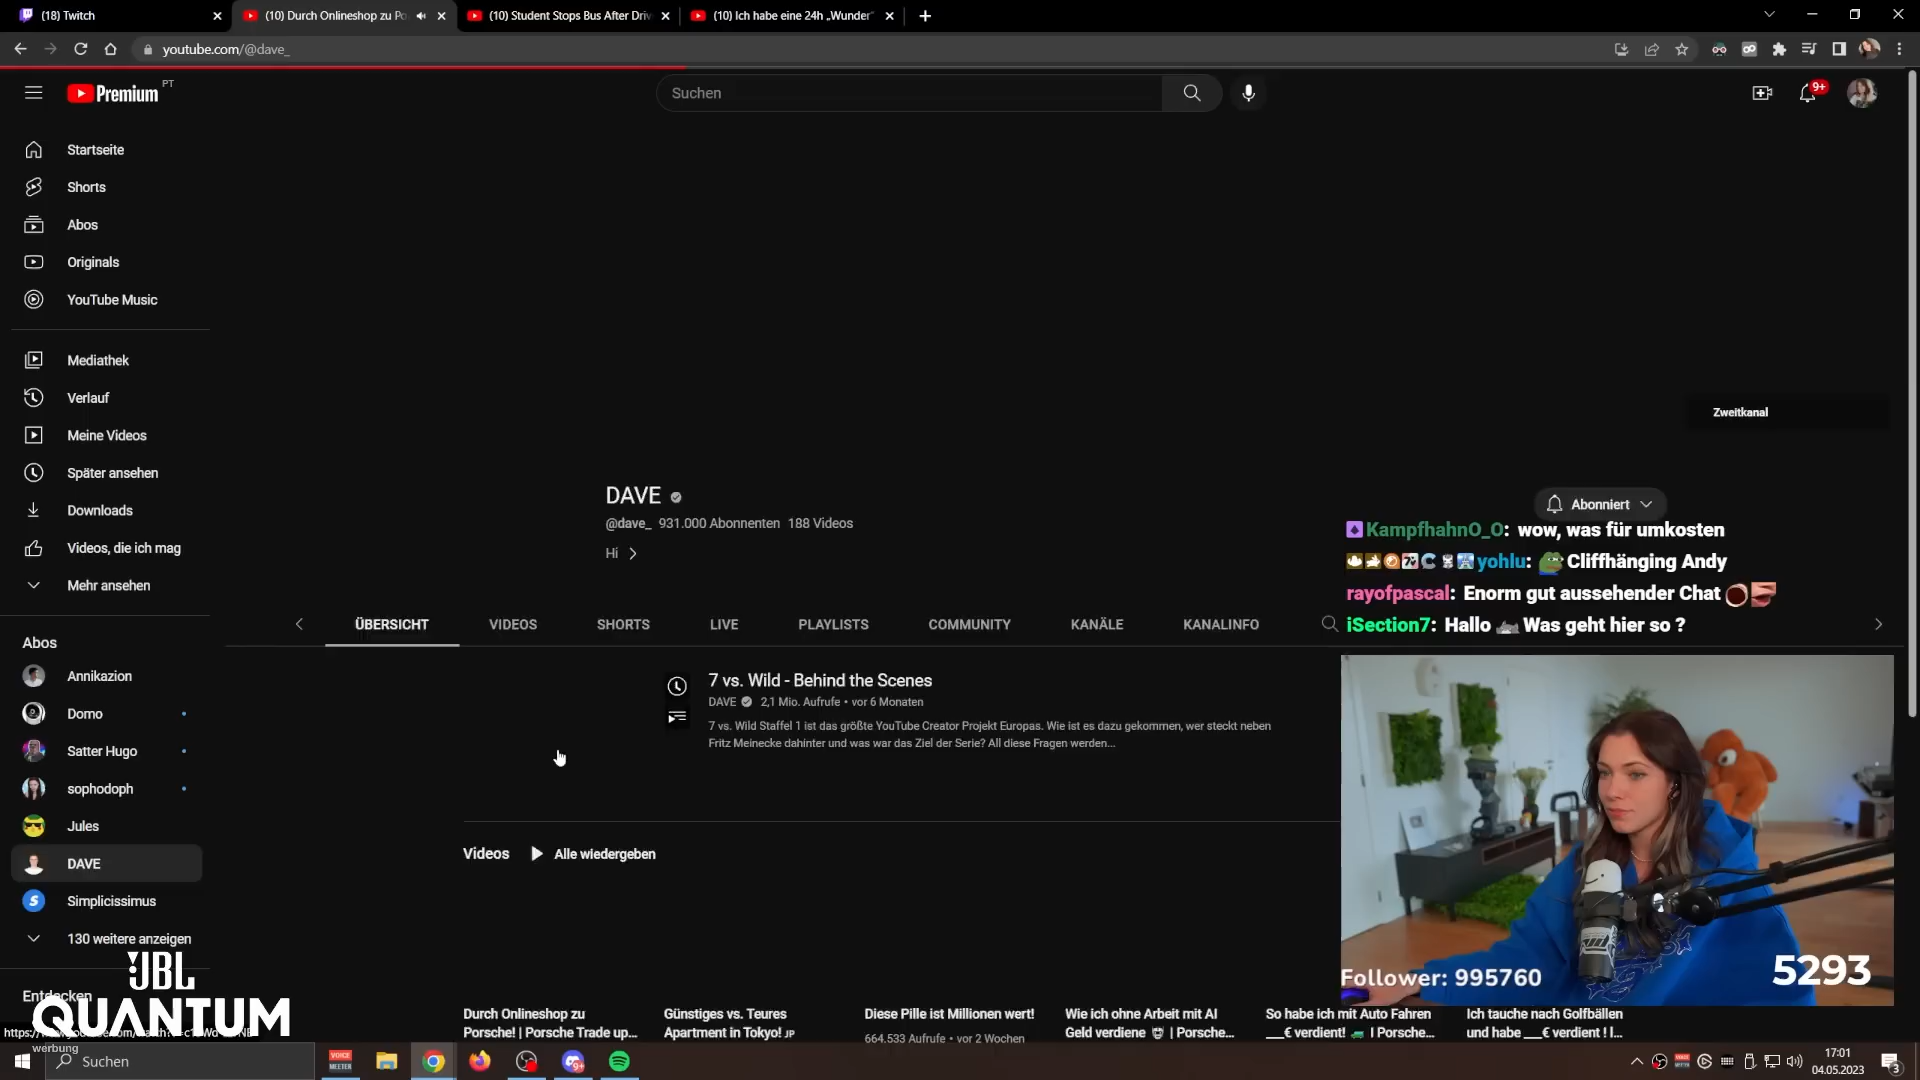 (18) Twitch
(10) Durch Onlineshop zu Po
(10) Student Stops Bus After Driv
(10) Ich habe eine 24h „Wunder"
youtube.com/@dave_
Premium
PT
Suchen
9+
Startseite
Shorts
Abos
Originals
YouTube Music
Mediathek
Verlauf
Meine Videos
Später ansehen
Downloads
Videos, die ich mag
Mehr ansehen
Abos
Annikazion
Domo
Satter Hugo
sophodoph
Jules
DAVE
Simplicissimus
130 weitere anzeigen
Entdecken
Zweitkanal
DAVE
@dave_ 931.000 Abonnenten 188 Videos
Hi
Abonniert
KampfhahnO_O: wow, was für umkosten
yohlu: Cliffhänging Andy
rayofpascal: Enorm gut aussehender Chat
iSection7: Hallo Was geht hier so ?
ÜBERSICHT
VIDEOS
SHORTS
LIVE
PLAYLISTS
COMMUNITY
KANÄLE
KANALINFO
7 vs. Wild - Behind the Scenes
DAVE 2,1 Mio. Aufrufe • vor 6 Monaten
7 vs. Wild Staffel 1 ist das größte YouTube Creator Projekt Europas. Wie ist es dazu gekommen, wer steckt neben
Fritz Meinecke dahinter und was war das Ziel der Serie? All diese Fragen werden...
Videos
Alle wiedergeben
Follower: 995760
5293
Durch Onlineshop zu
Porsche! | Porsche Trade up...
Günstiges vs. Teures
Apartment in Tokyo! JP
Diese Pille ist Millionen wert!
664.533 Aufrufe • vor 2 Wochen
Wie ich ohne Arbeit mit AI
Geld verdiene | Porsche...
So habe ich mit Auto Fahren
___€ verdient! | Porsche...
Ich tauche nach Golfbällen
und habe ___€ verdient ! I...
JBL
QUANTUM
werbung
Suchen
VOICE
MEETER
9+
17:01
04.05.2023
3